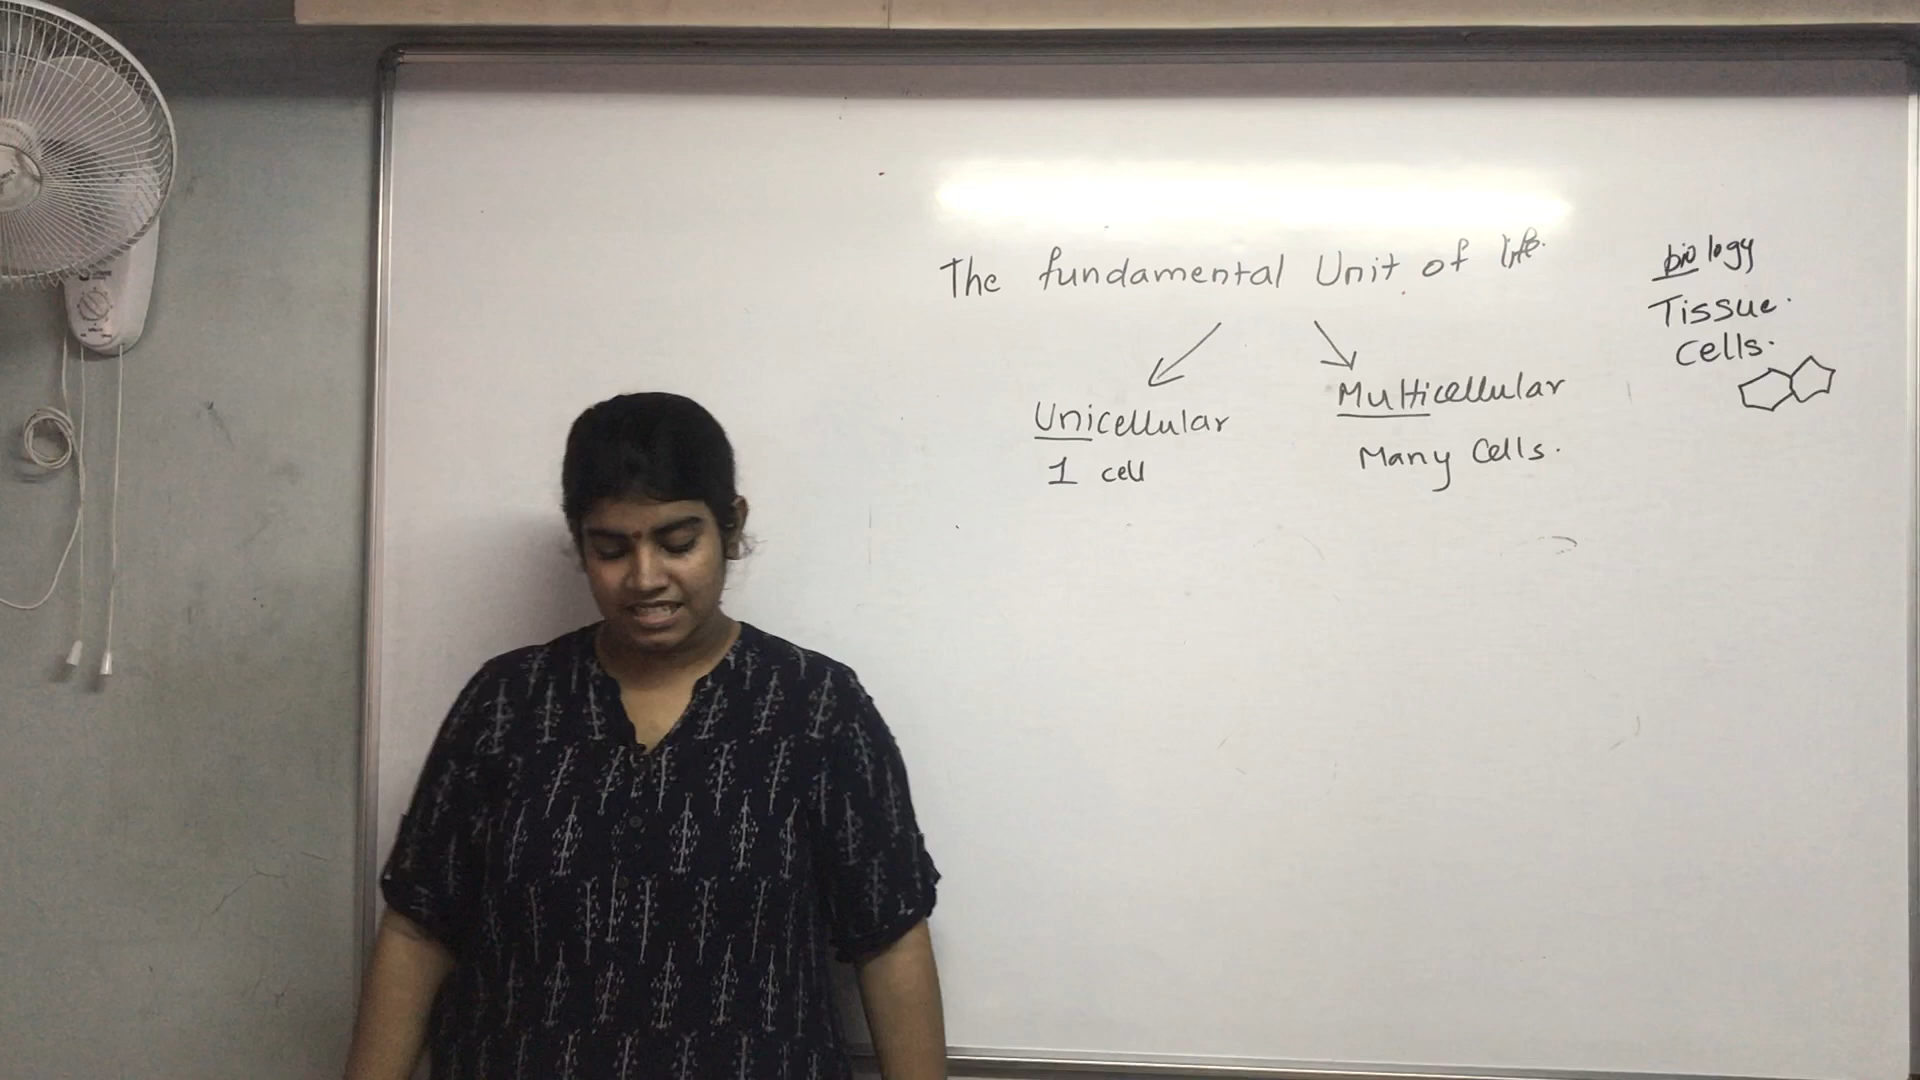 The fundamental Unit of life.
Unicellular
1 cell
Multicellular
Many Cells.
biology
Tissue.
Cells.